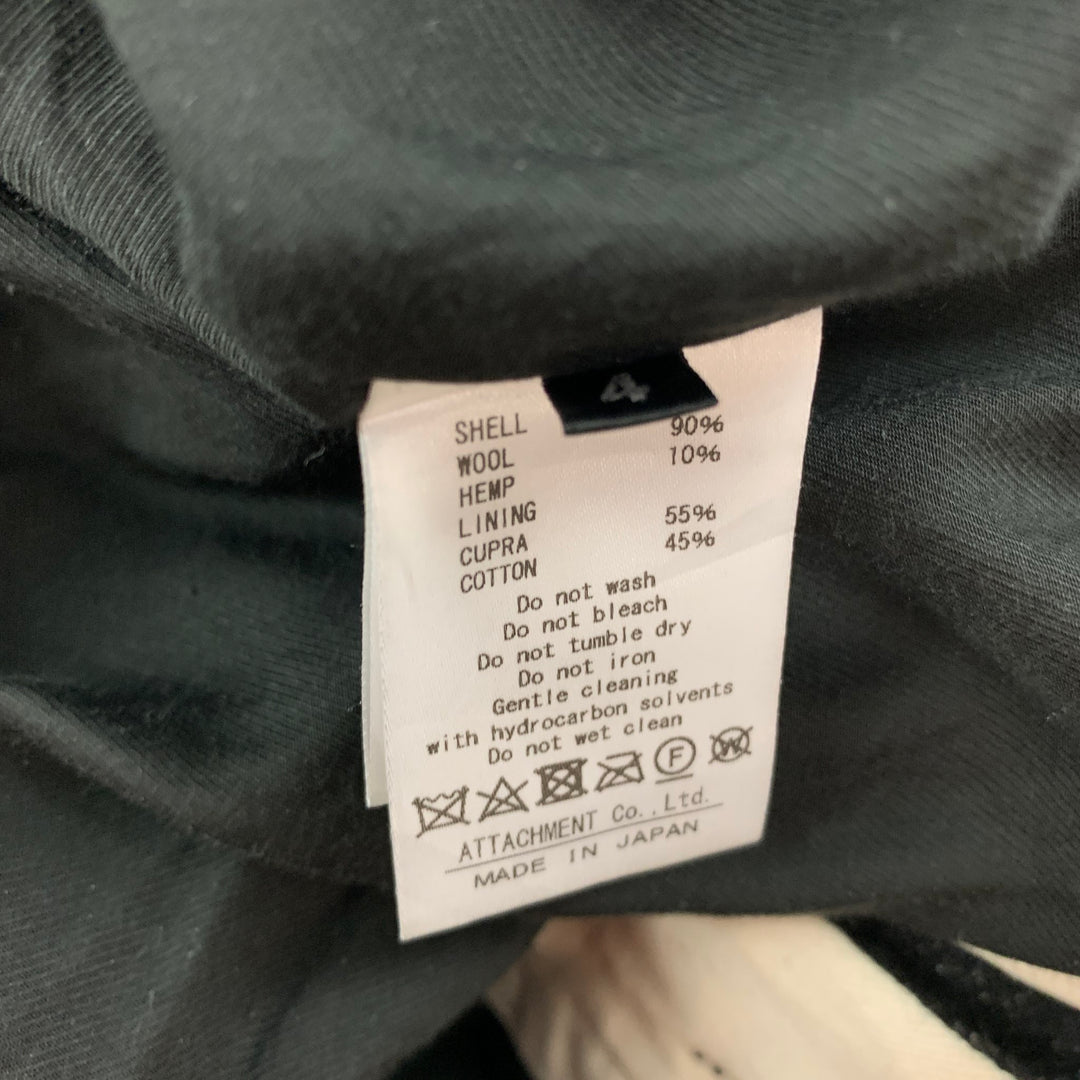 4
SHELL
WOOL 90%
HEMP 10%
LINING
CUPRA 55%
COTTON 45%
Do not wash
Do not bleach
Do not tumble dry
Do not iron
Gentle cleaning
with hydrocarbon solvents
Do not wet clean
F W
ATTACHMENT Co.,Ltd.
MADE IN JAPAN